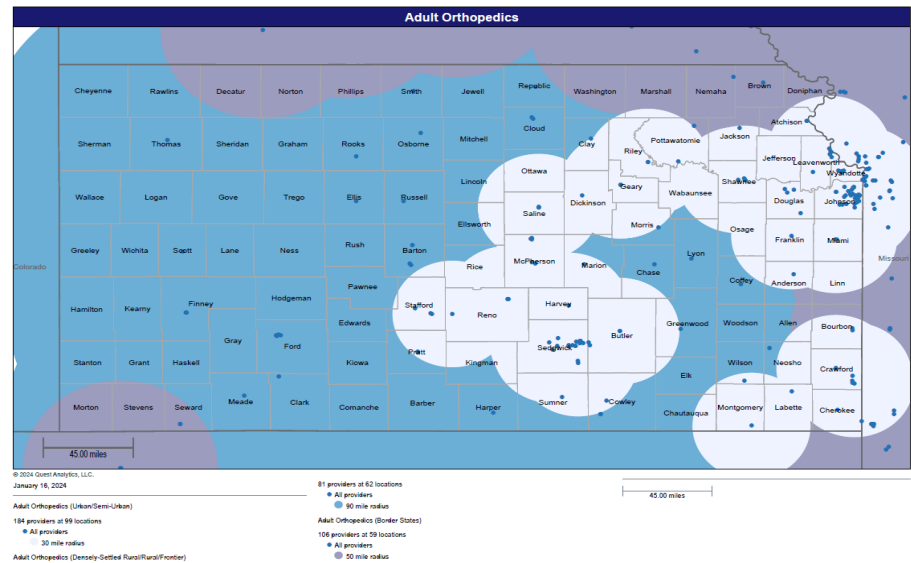 Adult Orthopedics
Cheyenne Rawlins Decatur Norton Phillips Smith Jewell Republic Washington Marshall Nemaha Brown Doniphan
Atchison
Sherman Thomas Sheridan Graham Rooks Osborne Mitchell Cloud Clay Riley Pottawatomie Jackson Jefferson Leavenworth
Wyandotte
Wallace Logan Gove Trego Ellis Russell Lincoln Ottawa Dickinson Geary Wabaunsee Shawnee Douglas Johnson
Saline
Ellsworth Morris Osage
Greeley Wichita Scott Lane Ness Rush Barton Rice McPherson Marion Chase Lyon Franklin Miami
Colorado Missouri
Pawnee
Hamilton Kearny Finney Hodgeman Stafford Reno Harvey Coffey Anderson Linn
Gray Ford Edwards Sedgwick Butler Greenwood Woodson Allen Bourbon
Stanton Grant Haskell Kiowa Pratt Kingman Elk Wilson Neosho Crawford
Morton Stevens Seward Meade Clark Comanche Barber Harper Sumner Cowley Chautauqua Montgomery Labette Cherokee
45.00 miles
© 2024 Quest Analytics, LLC.
January 16, 2024
Adult Orthopedics (Urban/Semi-Urban)
184 providers at 99 locations
All providers
30 mile radius
Adult Orthopedics (Densely-Settled Rural/Rural/Frontier)
81 providers at 62 locations
All providers
90 mile radius
Adult Orthopedics (Border States)
106 providers at 59 locations
All providers
50 mile radius
45.00 miles